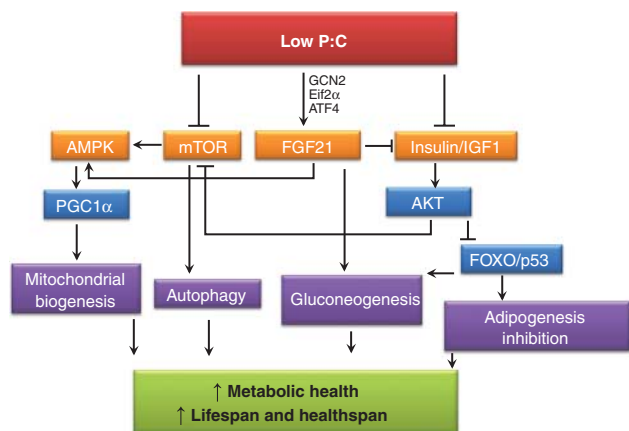 Low P:C
GCN2
Eif2α
ATF4
AMPK
mTOR
FGF21
Insulin/IGF1
PGC1α
AKT
FOXO/p53
Mitochondrial
biogenesis
Autophagy
Gluconeogenesis
Adipogenesis
inhibition
↑ Metabolic health
↑ Lifespan and healthspan